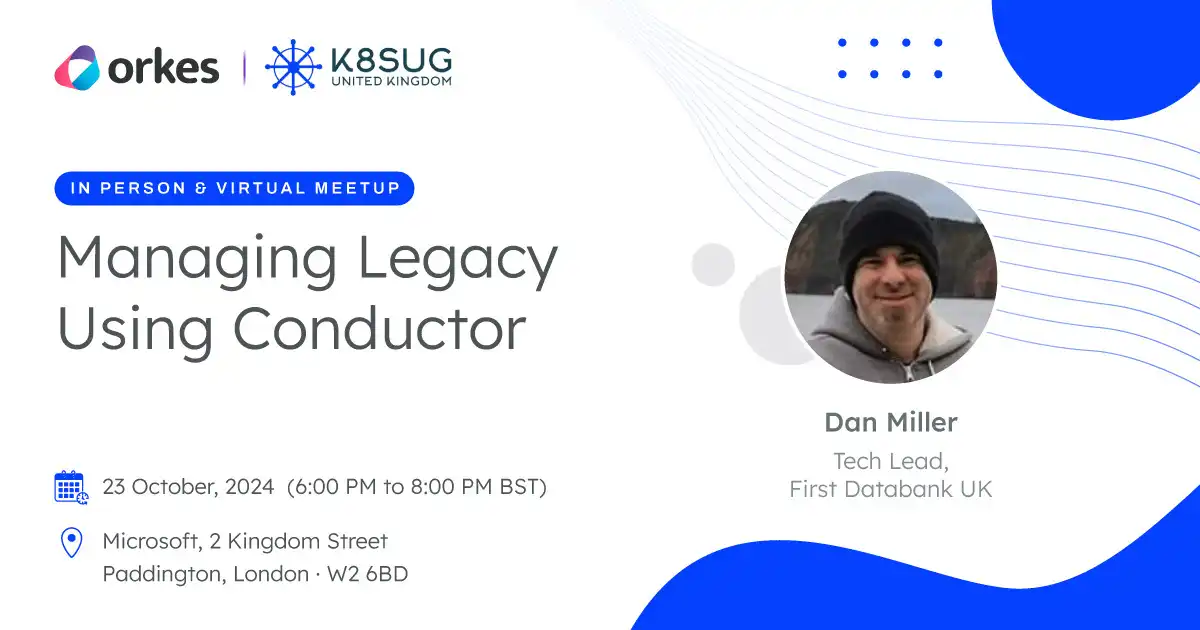 orkes
K8SUG
UNITED KINGDOM
IN PERSON & VIRTUAL MEETUP
Managing Legacy
Using Conductor
23 October, 2024 (6:00 PM to 8:00 PM BST)
Microsoft, 2 Kingdom Street
Paddington, London · W2 6BD
Dan Miller
Tech Lead,
First Databank UK